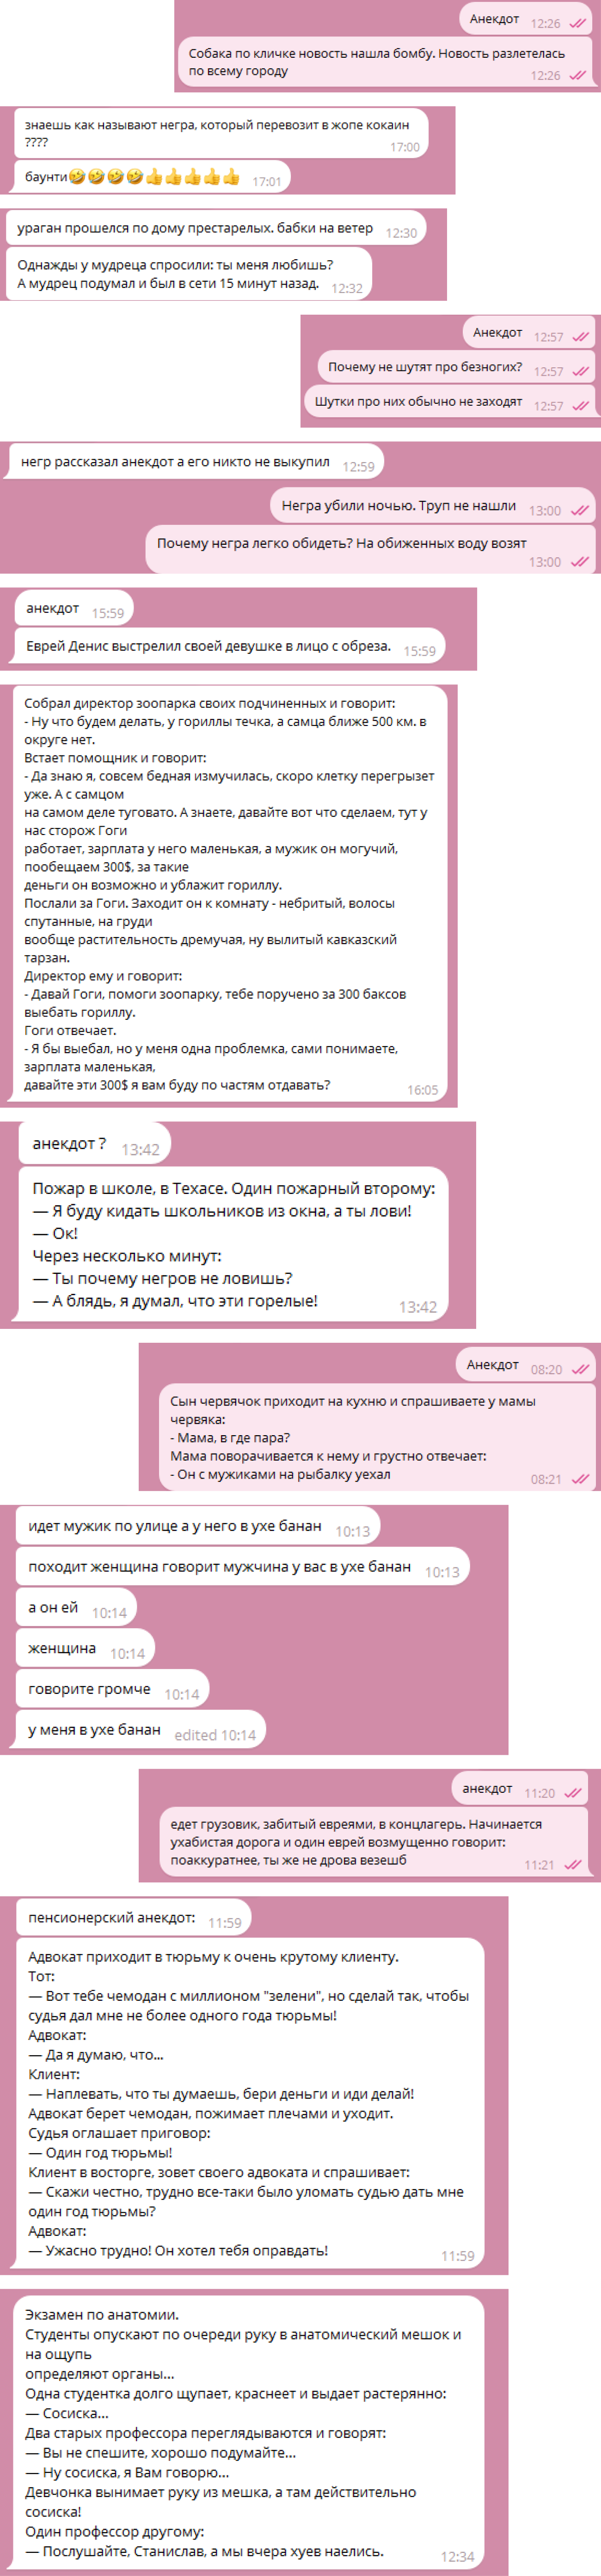 Анекдот 12:26
Собака по кличке новость нашла бомбу. Новость разлетелась
по всему городу 12:26
знаешь как называют негра, который перевозит в жопе кокаин
???? 17:00
баунти🤣🤣🤣🤣👍👍👍👍👍 17:01
ураган прошелся по дому престарелых. бабки на ветер 12:30
Однажды у мудреца спросили: ты меня любишь?
А мудрец подумал и был в сети 15 минут назад. 12:32
Анекдот 12:57
Почему не шутят про безногих? 12:57
Шутки про них обычно не заходят 12:57
негр рассказал анекдот а его никто не выкупил 12:59
Негра убили ночью. Труп не нашли 13:00
Почему негра легко обидеть? На обиженных воду возят
13:00
анекдот 15:59
Еврей Денис выстрелил своей девушке в лицо с обреза. 15:59
Собрал директор зоопарка своих подчиненных и говорит:
- Ну что будем делать, у гориллы течка, а самца ближе 500 км. в
округе нет.
Встает помощник и говорит:
- Да знаю я, совсем бедная измучилась, скоро клетку перегрызет
уже. А с самцом
на самом деле туговато. А знаете, давайте вот что сделаем, тут у
нас сторож Гоги
работает, зарплата у него маленькая, а мужик он могучий,
пообещаем 300$, за такие
деньги он возможно и ублажит гориллу.
Послали за Гоги. Заходит он к комнату - небритый, волосы
спутанные, на груди
вообще растительность дремучая, ну вылитый кавказский
тарзан.
Директор ему и говорит:
- Давай Гоги, помоги зоопарку, тебе поручено за 300 баксов
выебать гориллу.
Гоги отвечает.
- Я бы выебал, но у меня одна проблемка, сами понимаете,
зарплата маленькая,
давайте эти 300$ я вам буду по частям отдавать? 16:05
анекдот ? 13:42
Пожар в школе, в Техасе. Один пожарный второму:
— Я буду кидать школьников из окна, а ты лови!
— Ок!
Через несколько минут:
— Ты почему негров не ловишь?
— А блядь, я думал, что эти горелые! 13:42
Анекдот 08:20
Сын червячок приходит на кухню и спрашиваете у мамы
червяка:
- Мама, в где пара?
Мама поворачивается к нему и грустно отвечает:
- Он с мужиками на рыбалку уехал 08:21
идет мужик по улице а у него в ухе банан 10:13
походит женщина говорит мужчина у вас в ухе банан 10:13
а он ей 10:14
женщина 10:14
говорите громче 10:14
у меня в ухе банан edited 10:14
анекдот 11:20
едет грузовик, забитый евреями, в концлагерь. Начинается
ухабистая дорога и один еврей возмущенно говорит:
поаккуратнее, ты же не дрова везешб 11:21
пенсионерский анекдот: 11:59
Адвокат приходит в тюрьму к очень крутому клиенту.
Тот:
— Вот тебе чемодан с миллионом "зелени", но сделай так, чтобы
судья дал мне не более одного года тюрьмы!
Адвокат:
— Да я думаю, что...
Клиент:
— Наплевать, что ты думаешь, бери деньги и иди делай!
Адвокат берет чемодан, пожимает плечами и уходит.
Судья оглашает приговор:
— Один год тюрьмы!
Клиент в восторге, зовет своего адвоката и спрашивает:
— Скажи честно, трудно все-таки было уломать судью дать мне
один год тюрьмы?
Адвокат:
— Ужасно трудно! Он хотел тебя оправдать! 11:59
Экзамен по анатомии.
Студенты опускают по очереди руку в анатомический мешок и
на ощупь
определяют органы...
Одна студентка долго щупает, краснеет и выдает растерянно:
— Сосиска...
Два старых профессора переглядываются и говорят:
— Вы не спешите, хорошо подумайте...
— Ну сосиска, я Вам говорю...
Девчонка вынимает руку из мешка, а там действительно
сосиска!
Один профессор другому:
— Послушайте, Станислав, а мы вчера хуев наелись. 12:34